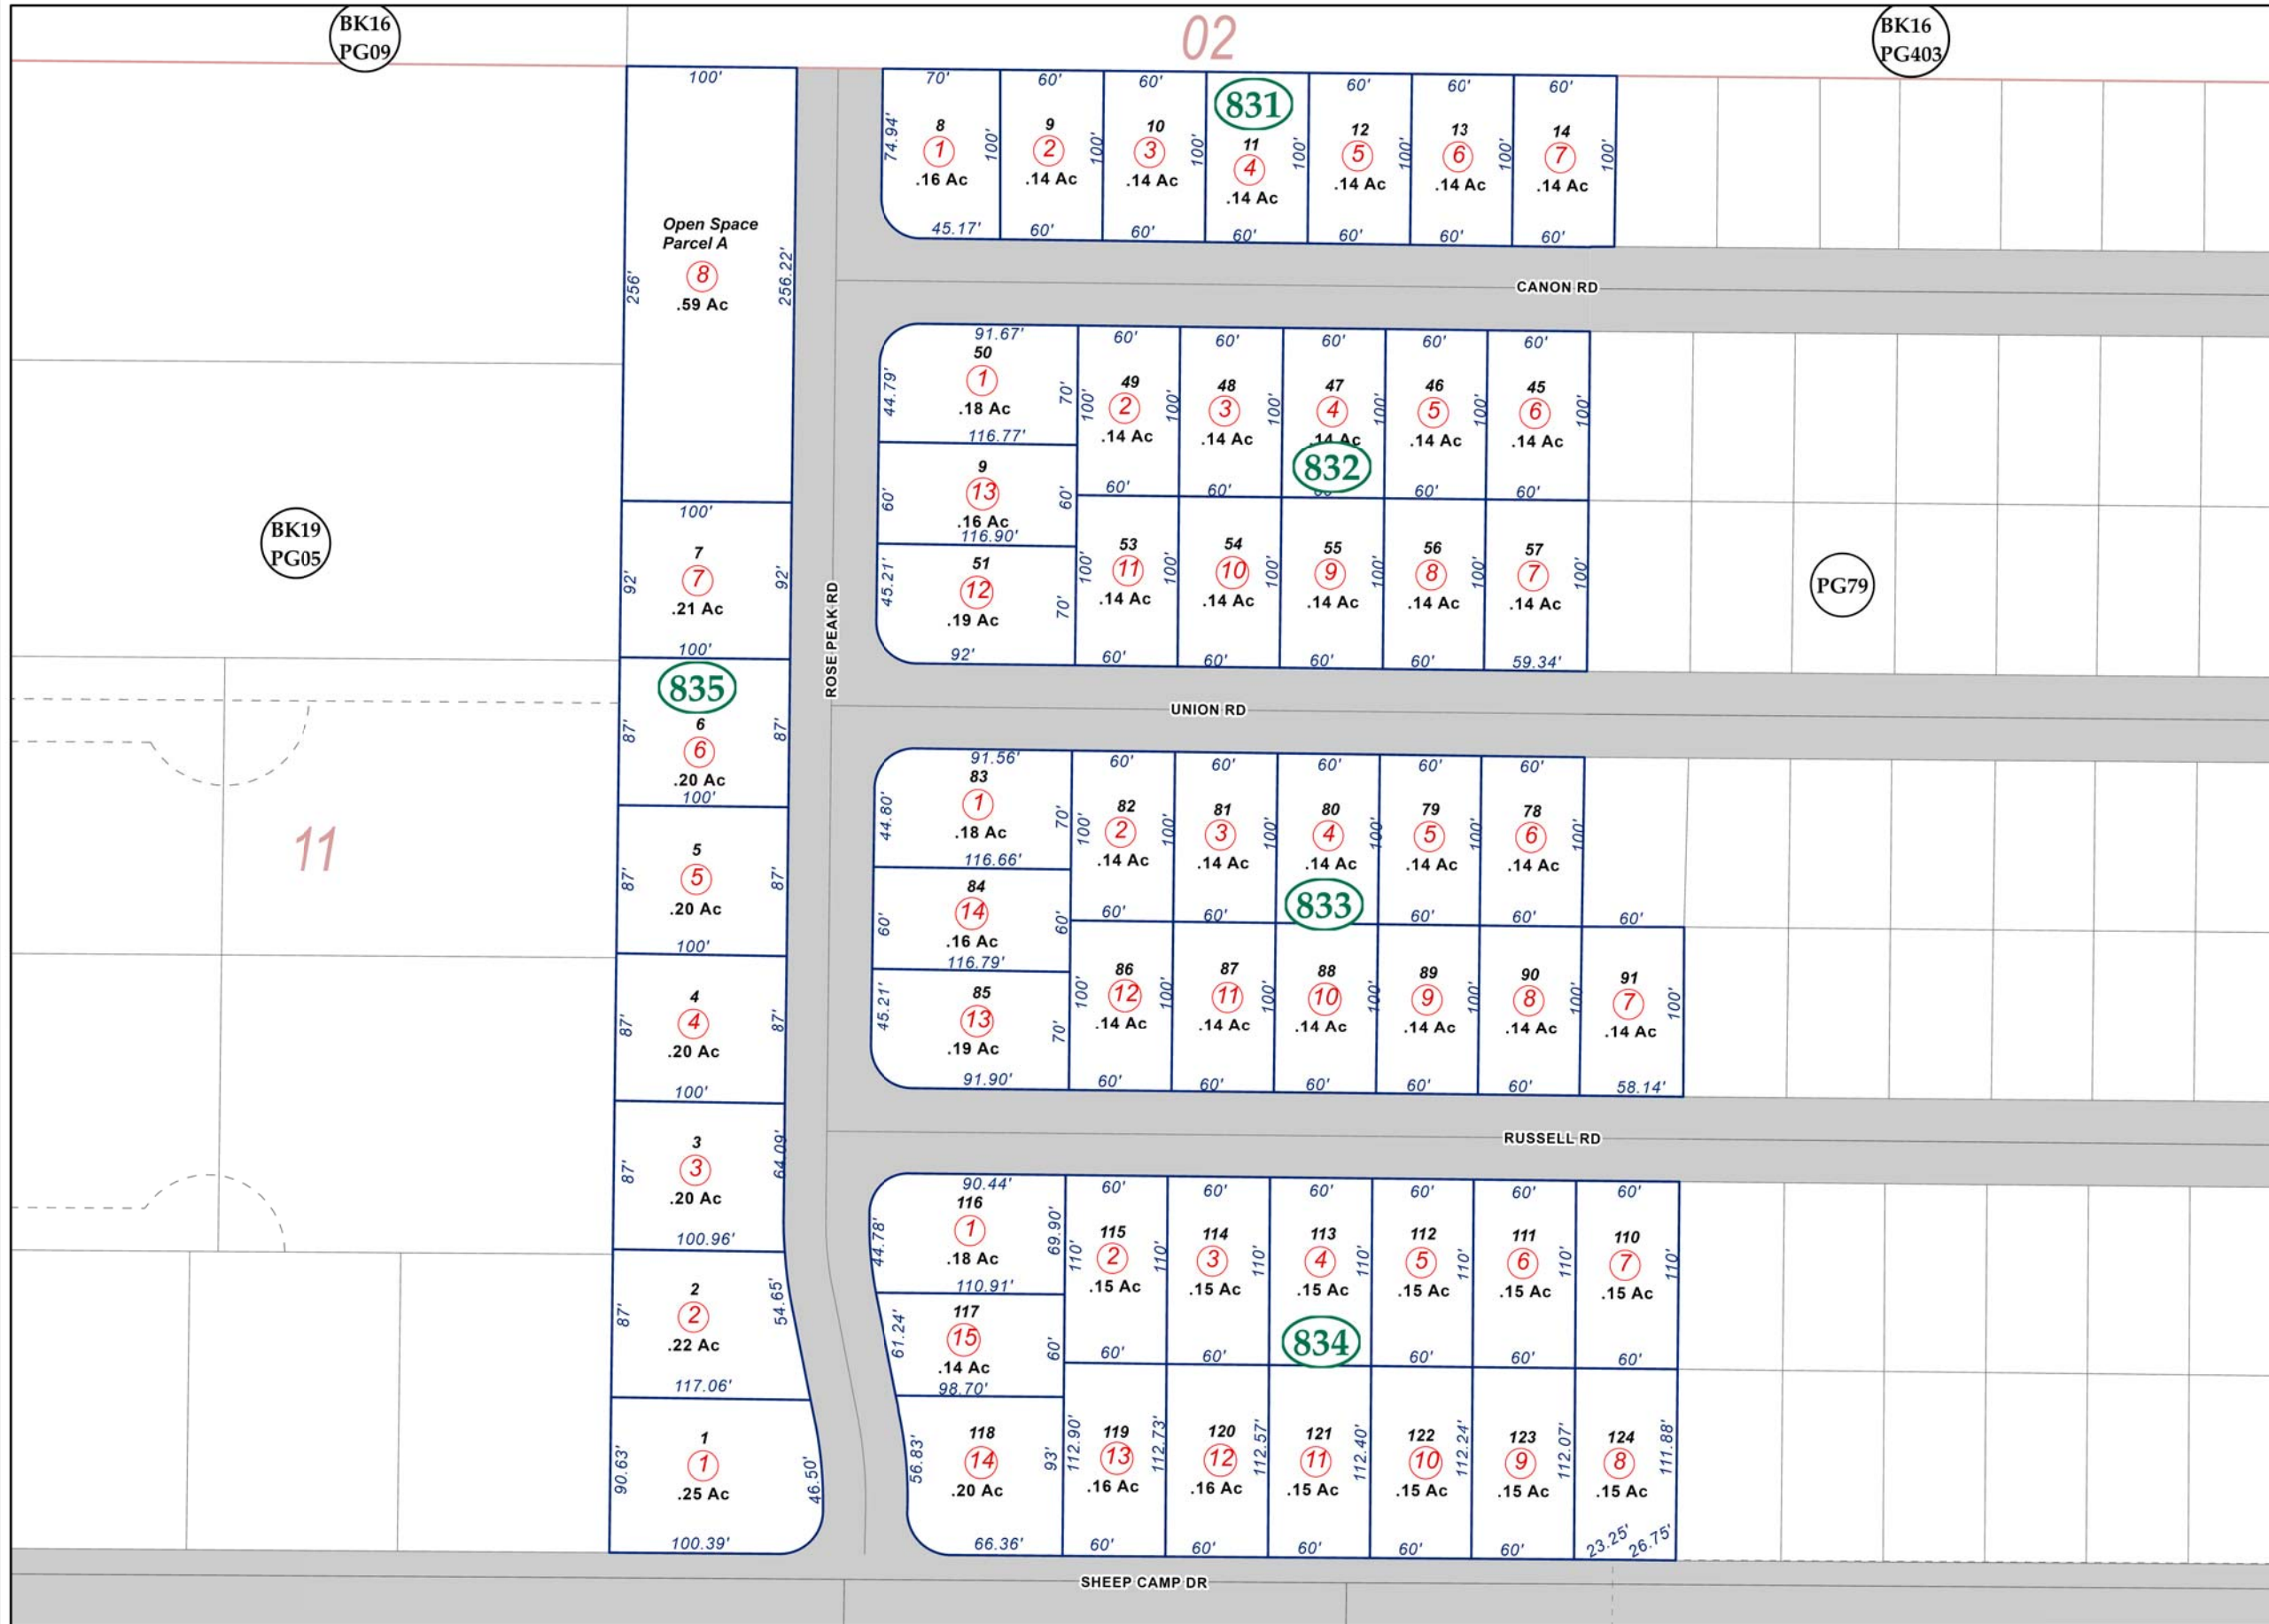 BK16
PG09
02
BK16
PG403
100'
256'
Open Space
Parcel A
8
.59 Ac
256.22'
100'
92'
7
7
.21 Ac
92'
100'
835
87'
6
6
.20 Ac
87'
100'
87'
5
5
.20 Ac
87'
100'
87'
4
4
.20 Ac
87'
100'
87'
3
3
.20 Ac
64.09'
100.96'
87'
2
2
.22 Ac
54.65'
117.06'
90.63'
1
1
.25 Ac
46.50'
100.39'
BK19
PG05
11
ROSE PEAK RD
70' 60' 60' 831 60' 60' 60'
74.94' 100' 100' 100' 100' 100' 100' 100'
8 9 10 11 12 13 14
1 2 3 4 5 6 7
.16 Ac .14 Ac .14 Ac .14 Ac .14 Ac .14 Ac .14 Ac
45.17' 60' 60' 60' 60' 60' 60'
CANON RD
91.67' 60' 60' 60' 60' 60'
50 49 48 47 46 45
1 2 3 4 5 6
.18 Ac .14 Ac .14 Ac .14 Ac .14 Ac .14 Ac
44.79' 70' 100' 100' 100' 100' 100' 100'
116.77'
832
60' 9 60'
13
.16 Ac
116.90'
60' 60' 60' 60'
45.21' 70' 100' 100' 100' 100' 100' 100'
51 53 54 55 56 57
12 11 10 9 8 7
.19 Ac .14 Ac .14 Ac .14 Ac .14 Ac .14 Ac
92' 60' 60' 60' 60' 59.34'
PG79
UNION RD
91.56' 60' 60' 60' 60' 60'
83 82 81 80 79 78
1 2 3 4 5 6
.18 Ac .14 Ac .14 Ac .14 Ac .14 Ac .14 Ac
44.80' 70' 100' 100' 100' 100' 100' 100'
116.66'
833
60' 84 60'
14
.16 Ac
116.79'
60' 60' 60' 60' 60'
45.21' 70' 100' 100' 100' 100' 100' 100' 100'
85 86 87 88 89 90 91
13 12 11 10 9 8 7
.19 Ac .14 Ac .14 Ac .14 Ac .14 Ac .14 Ac .14 Ac
91.90' 60' 60' 60' 60' 60' 58.14'
RUSSELL RD
90.44' 60' 60' 60' 60' 60' 60'
116 115 114 113 112 111 110
1 2 3 4 5 6 7
.18 Ac .15 Ac .15 Ac .15 Ac .15 Ac .15 Ac .15 Ac
44.78' 69.90' 110' 110' 110' 110' 110' 110' 110'
110.91'
834
61.24' 117 60'
15
.14 Ac
98.70'
60' 60' 60' 60' 60'
56.83' 93' 112.90' 112.73' 112.57' 112.40' 112.24' 112.07' 111.88'
118 119 120 121 122 123 124
14 13 12 11 10 9 8
.20 Ac .16 Ac .16 Ac .15 Ac .15 Ac .15 Ac .15 Ac
66.36' 60' 60' 60' 60' 60' 23.25' 26.75'
SHEEP CAMP DR